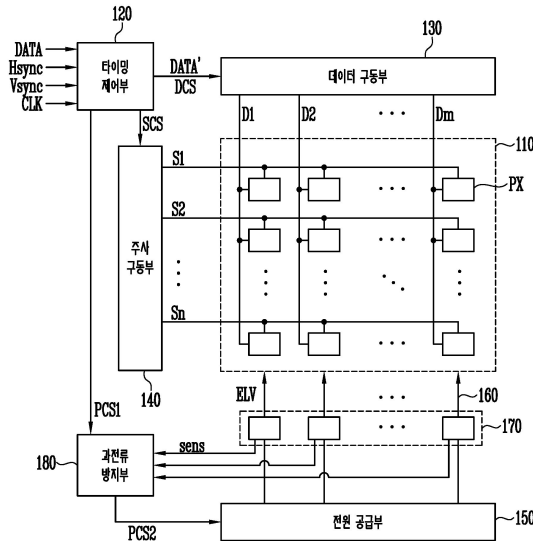 120
130
DATA
Hsync
Vsync
CLK
타이밍
제어부
DATA'
DCS
데이터 구동부
SCS
D1
D2
Dm
110
S1
PX
S2
주사
구동부
Sn
140
ELV
160
PCS1
170
180
과전류
방지부
sens
PCS2
전원 공급부
150